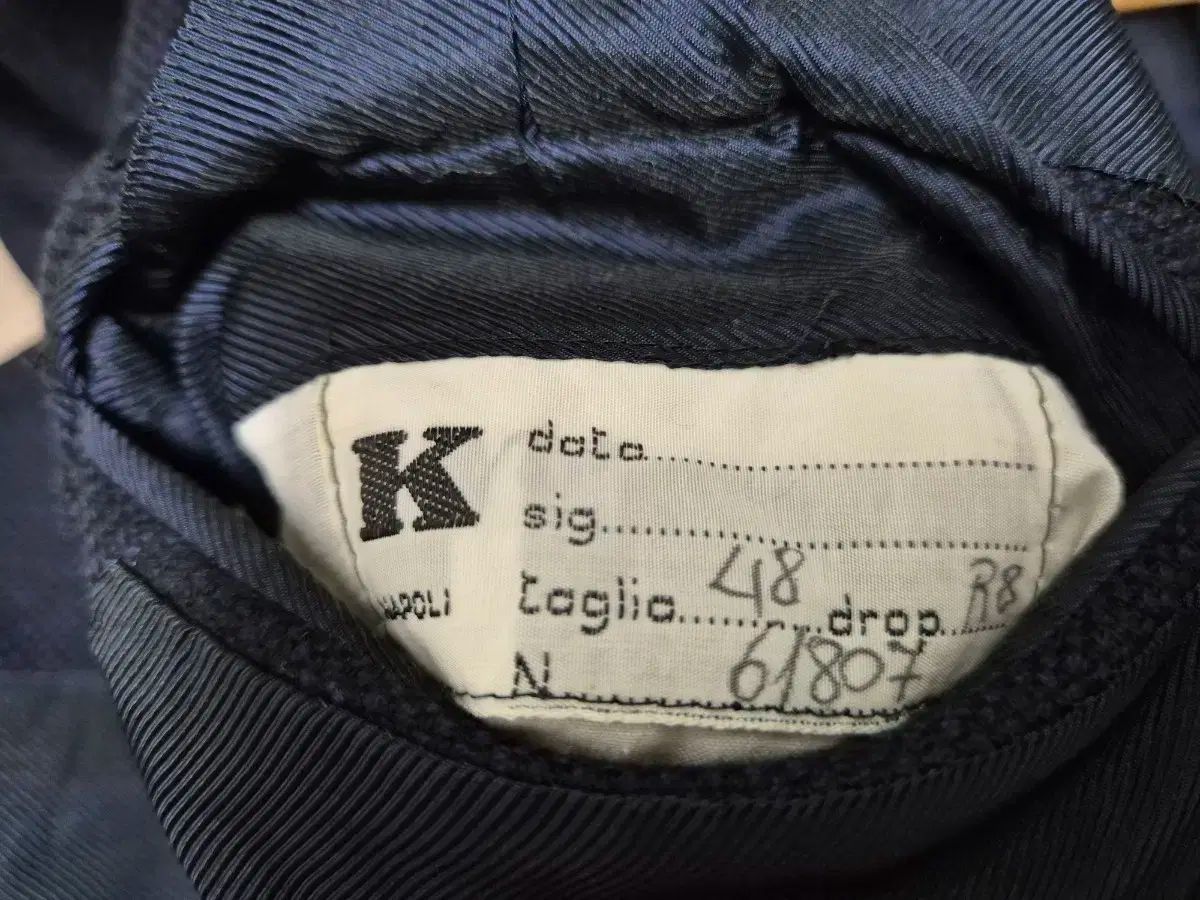 K
NAPOLI
data....................
sig....................
taglia 48 drop R8
N 61807